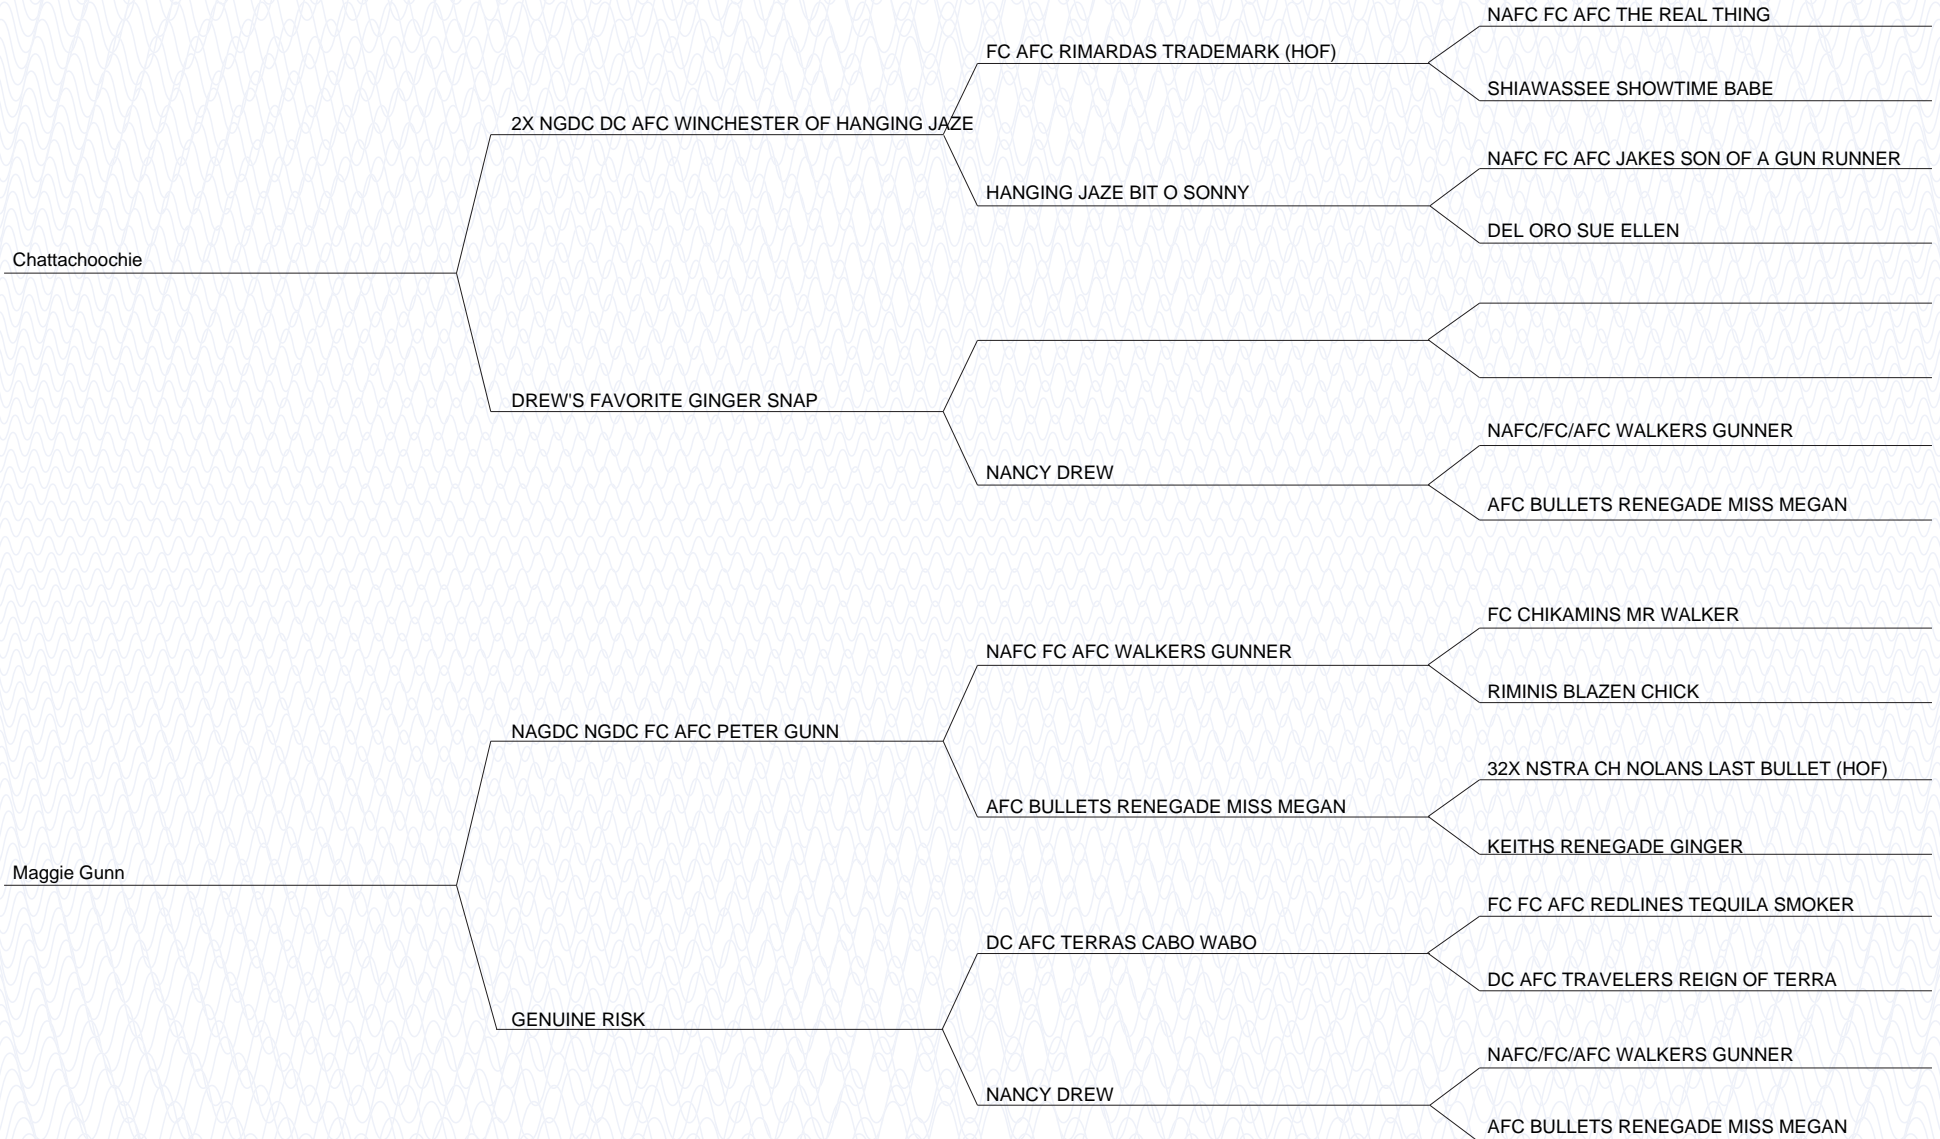 NAFC FC AFC THE REAL THING
FC AFC RIMARDAS TRADEMARK (HOF)
SHIAWASSEE SHOWTIME BABE
2X NGDC DC AFC WINCHESTER OF HANGING JAZE
NAFC FC AFC JAKES SON OF A GUN RUNNER
HANGING JAZE BIT O SONNY
DEL ORO SUE ELLEN
Chattachoochie
DREW'S FAVORITE GINGER SNAP
NAFC/FC/AFC WALKERS GUNNER
NANCY DREW
AFC BULLETS RENEGADE MISS MEGAN
FC CHIKAMINS MR WALKER
NAFC FC AFC WALKERS GUNNER
RIMINIS BLAZEN CHICK
NAGDC NGDC FC AFC PETER GUNN
32X NSTRA CH NOLANS LAST BULLET (HOF)
AFC BULLETS RENEGADE MISS MEGAN
KEITHS RENEGADE GINGER
Maggie Gunn
FC FC AFC REDLINES TEQUILA SMOKER
DC AFC TERRAS CABO WABO
DC AFC TRAVELERS REIGN OF TERRA
GENUINE RISK
NAFC/FC/AFC WALKERS GUNNER
NANCY DREW
AFC BULLETS RENEGADE MISS MEGAN